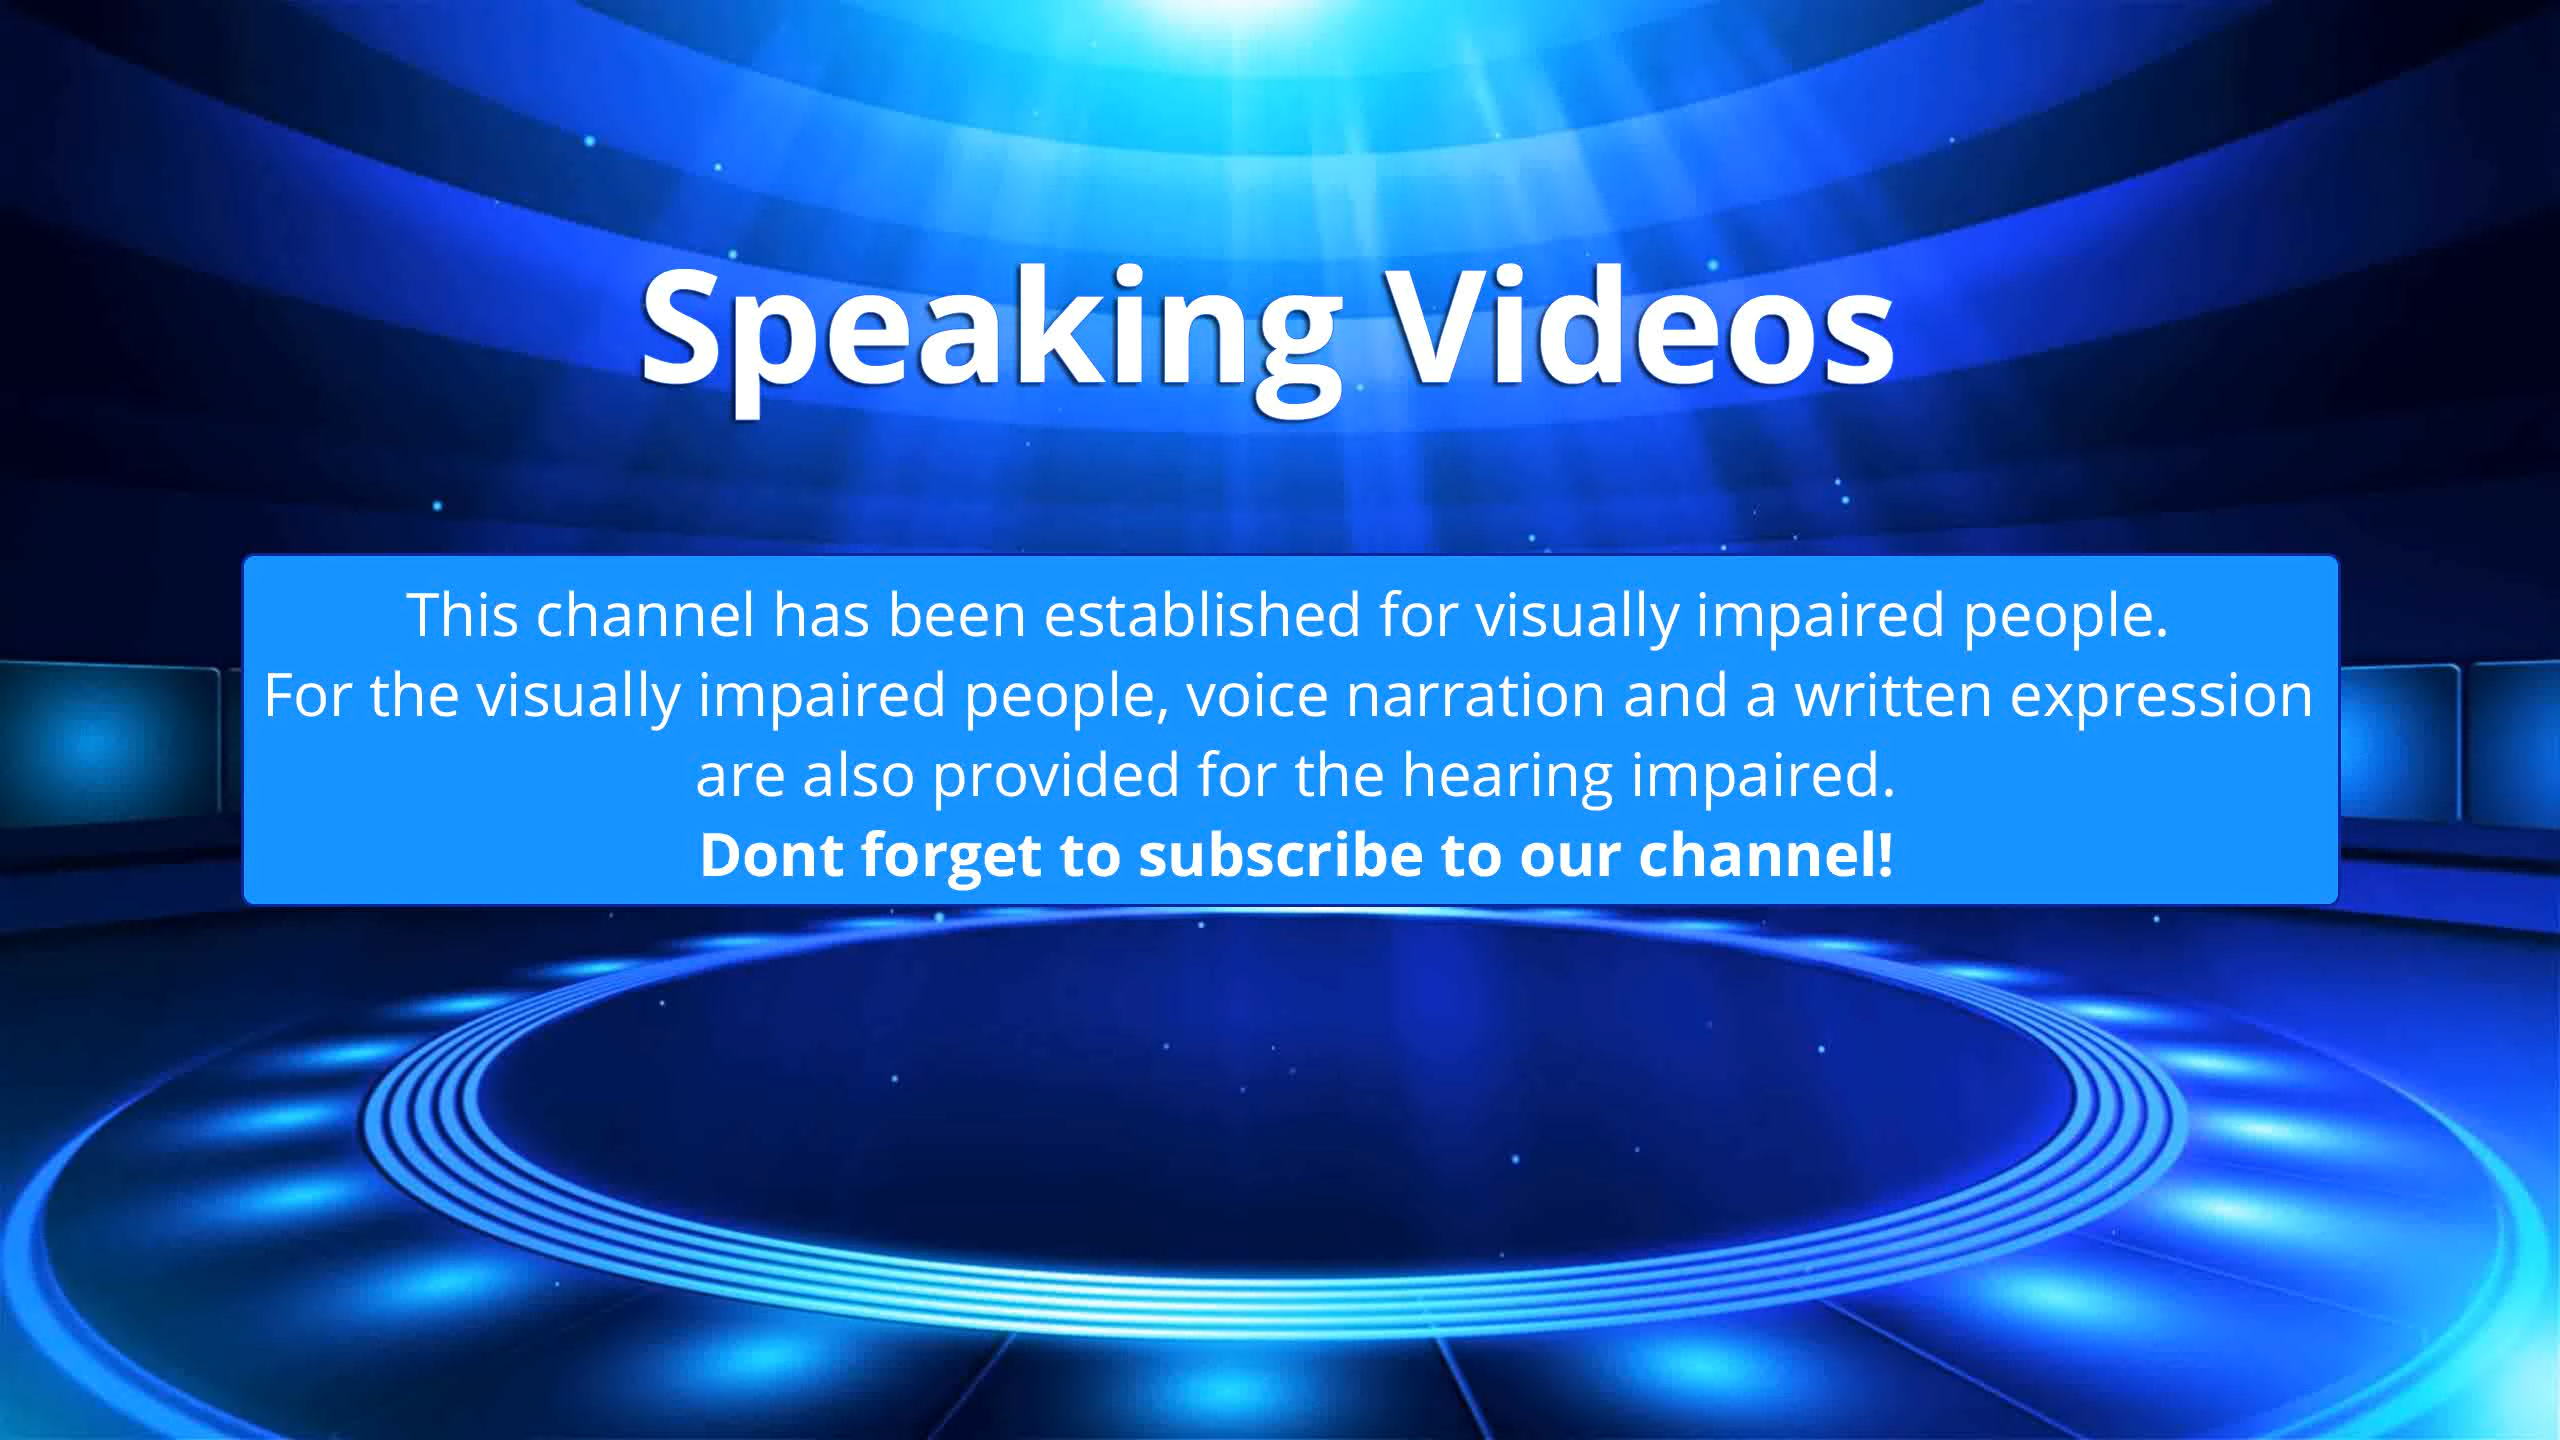 Speaking Videos
This channel has been established for visually impaired people.
For the visually impaired people, voice narration and a written expression
are also provided for the hearing impaired.
Dont forget to subscribe to our channel!